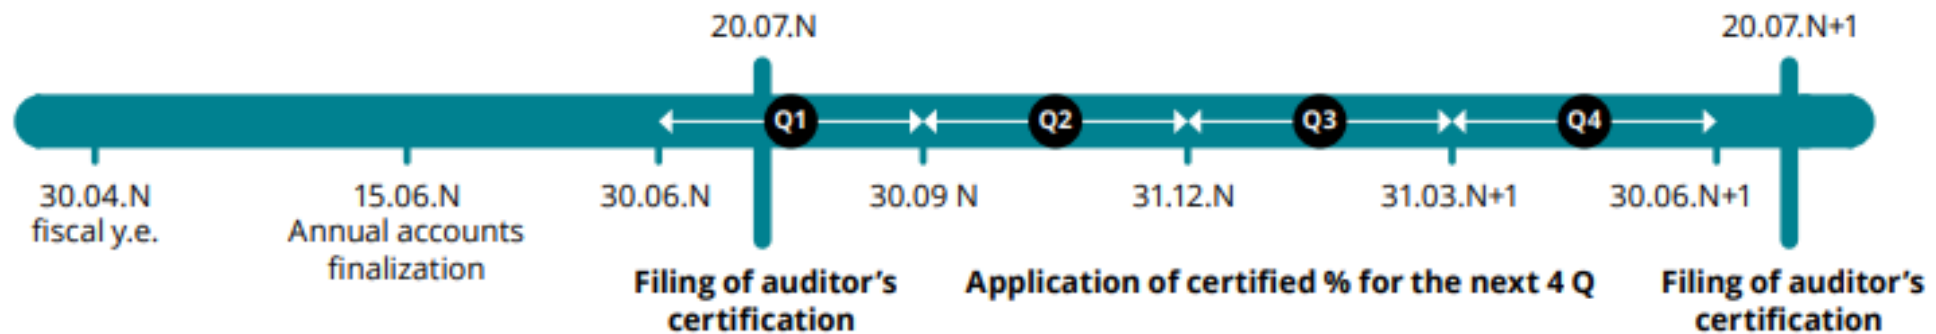 20.07.N
20.07.N+1
Q1
Q2
Q3
Q4
30.04.N
fiscal y.e.
15.06.N
Annual accounts
finalization
30.06.N
30.09 N
31.12.N
31.03.N+1
30.06.N+1
Filing of auditor's
certification
Application of certified % for the next 4 Q
Filing of auditor's
certification